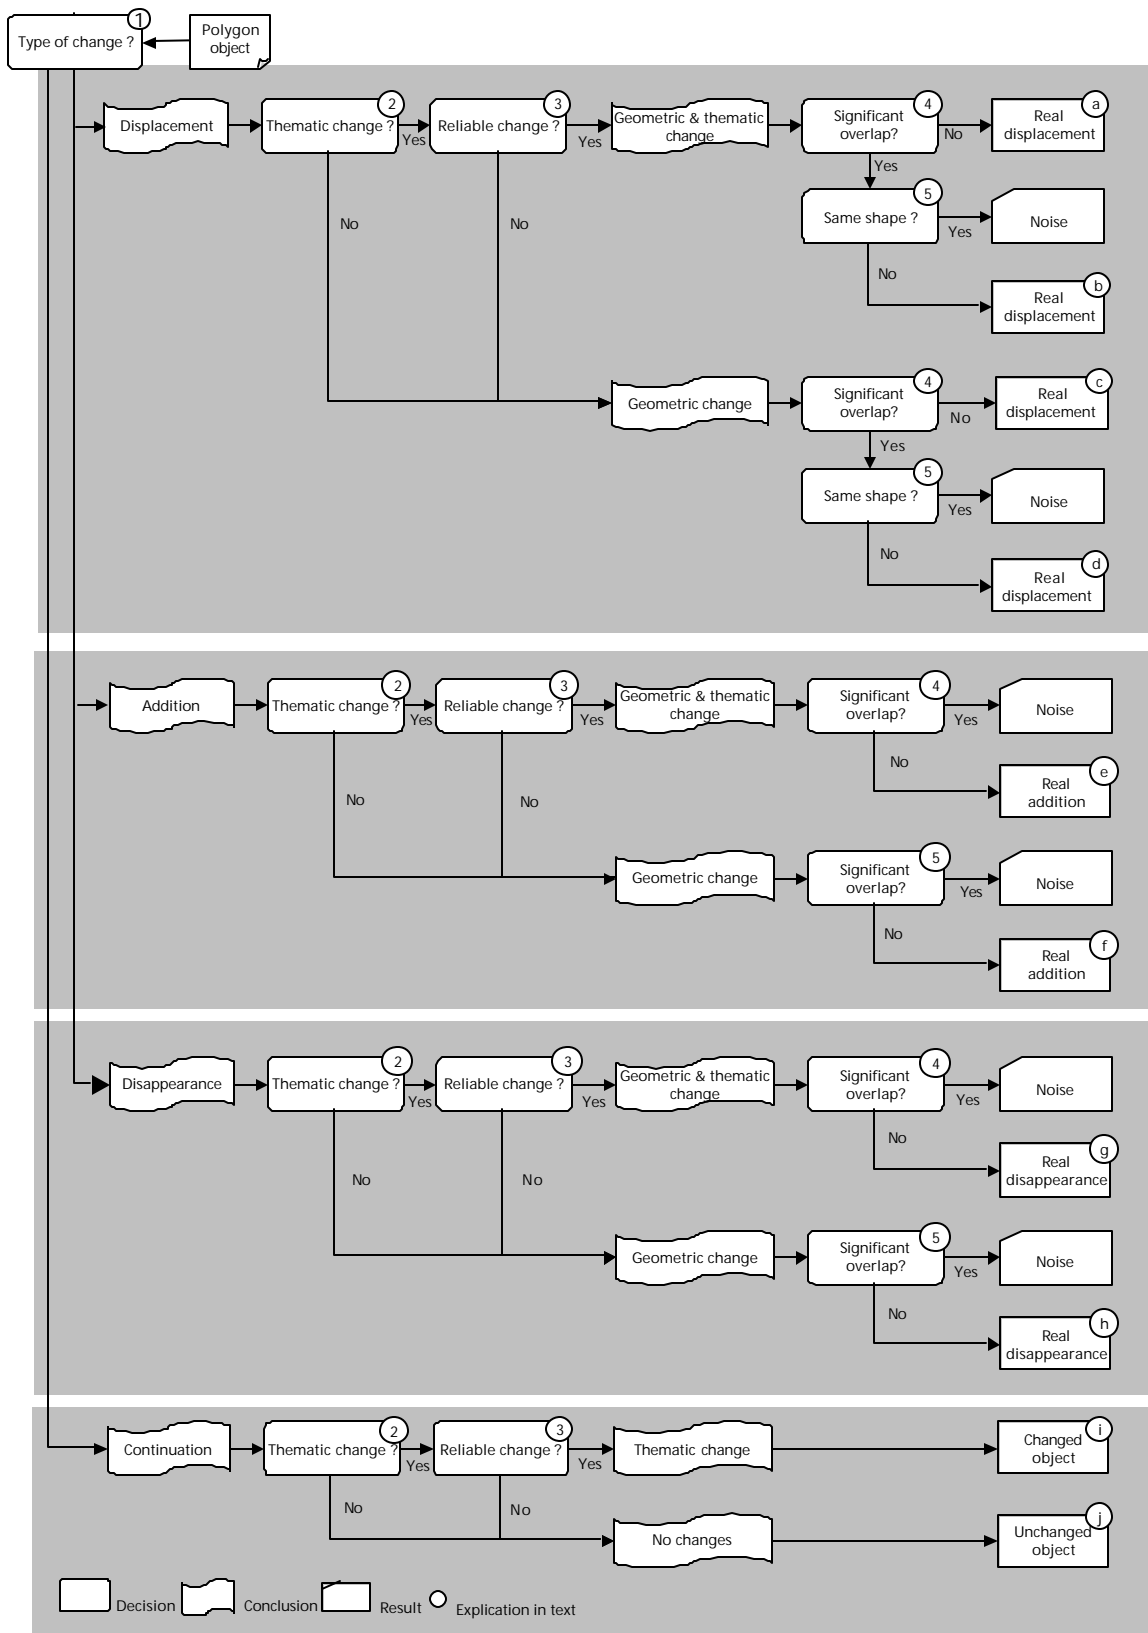 1
Type of change ?
Polygon
object
Displacement
2
Thematic change ?
Yes
3
Reliable change ?
Yes
Geometric & thematic
change
4
Significant
overlap?
No
a
Real
displacement
Yes
5
Same shape ?
Yes
Noise
No
No
No
b
Real
displacement
Geometric change
4
Significant
overlap?
No
c
Real
displacement
Yes
5
Same shape ?
Yes
Noise
No
d
Real
displacement
Addition
2
Thematic change ?
Yes
3
Reliable change ?
Yes
Geometric & thematic
change
4
Significant
overlap?
Yes
Noise
No
e
Real
addition
No
No
Geometric change
5
Significant
overlap?
Yes
Noise
No
f
Real
addition
Disappearance
2
Thematic change ?
Yes
3
Reliable change ?
Yes
Geometric & thematic
change
4
Significant
overlap?
Yes
Noise
No
g
Real
disappearance
No
No
Geometric change
5
Significant
overlap?
Yes
Noise
No
h
Real
disappearance
Continuation
2
Thematic change ?
Yes
3
Reliable change ?
Yes
Thematic change
i
Changed
object
No
No
No changes
j
Unchanged
object
Decision
Conclusion
Result
Explication in text